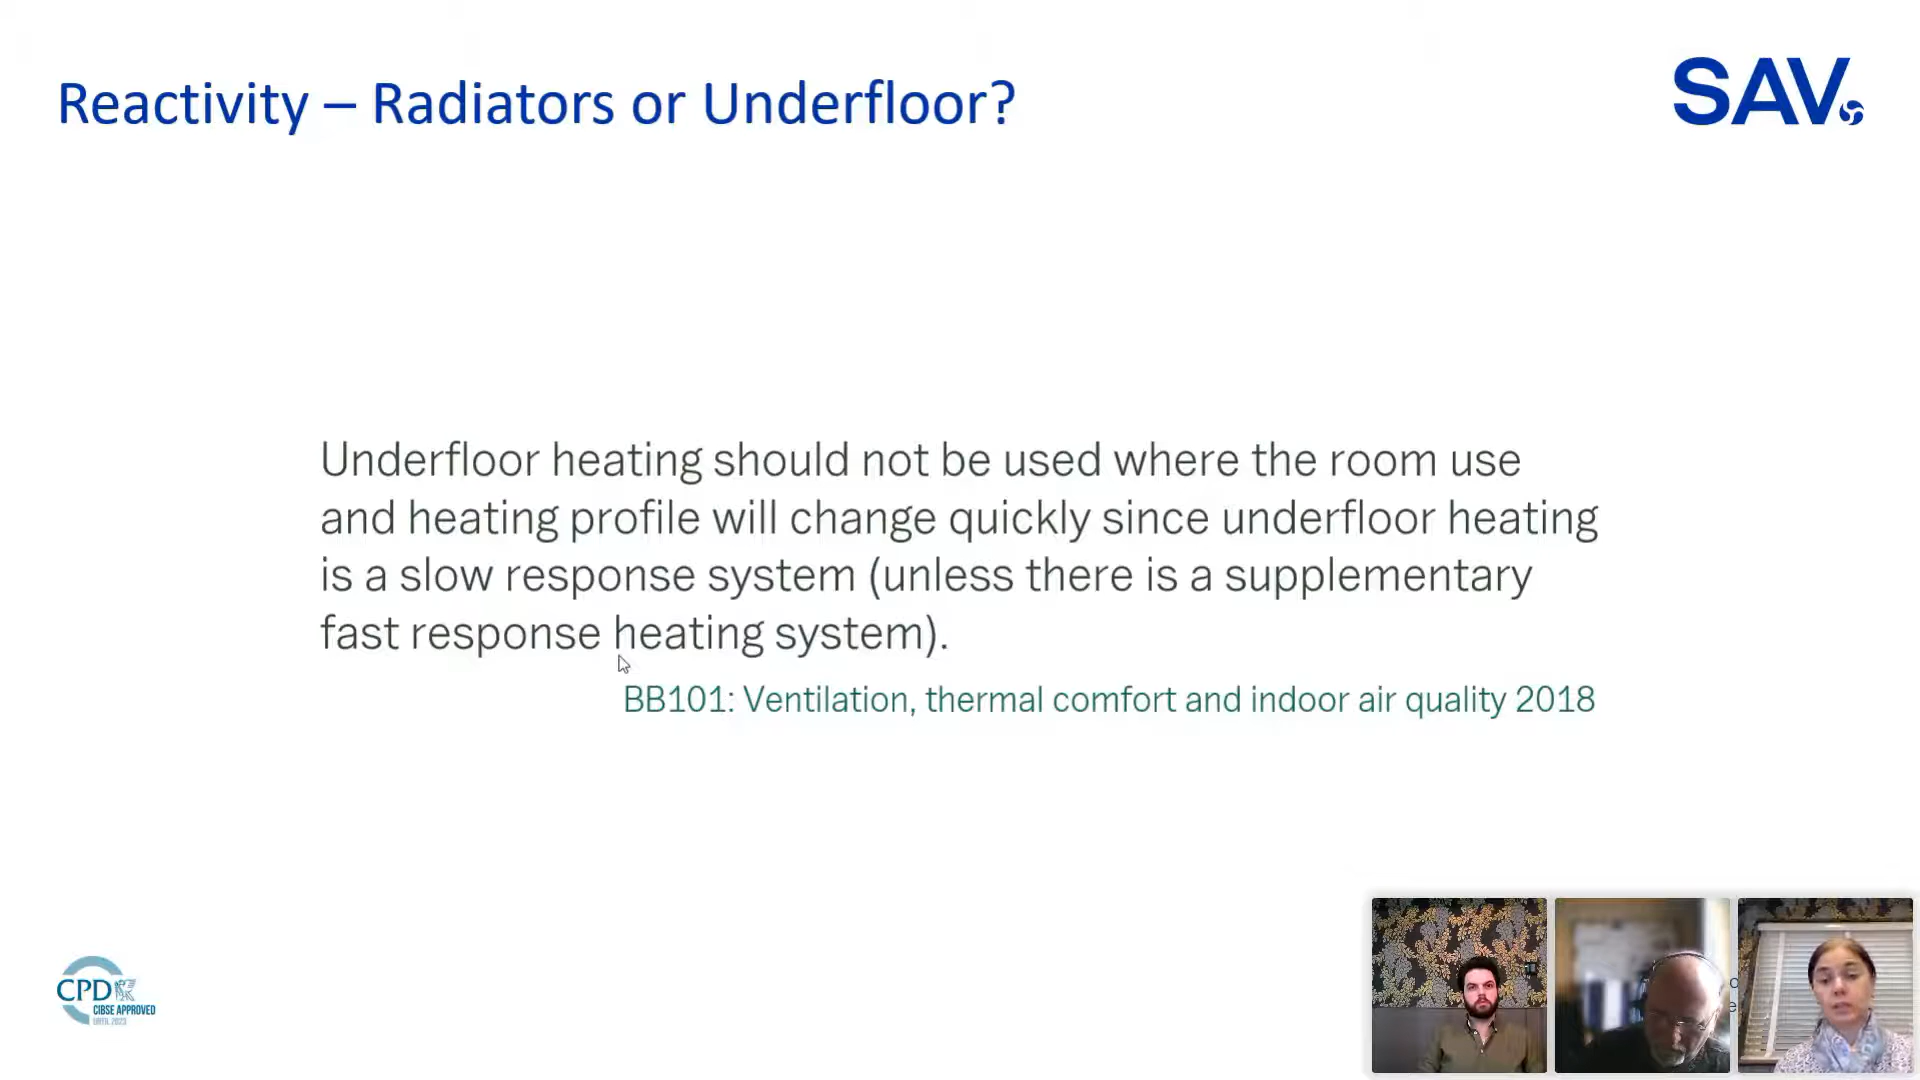 Reactivity – Radiators or Underfloor?
SAV
Underfloor heating should not be used where the room use
and heating profile will change quickly since underfloor heating
is a slow response system (unless there is a supplementary
fast response heating system).
BB101: Ventilation, thermal comfort and indoor air quality 2018
CPD
CIBSE APPROVED
UNTIL 2023